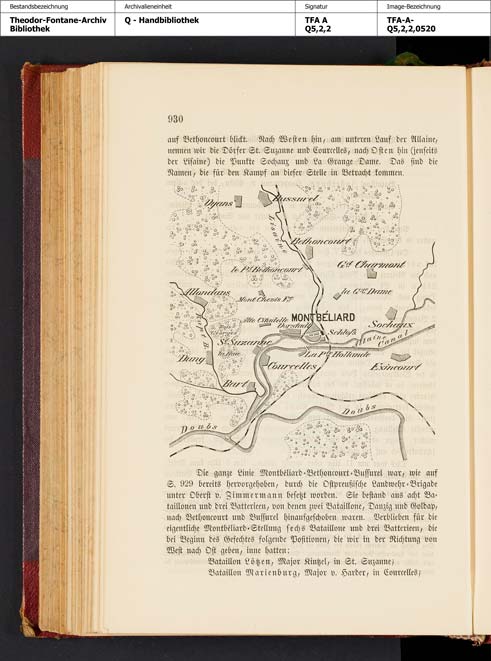 Bestandsbezeichnung
Archivalieneinheit
Signatur
Image-Bezeichnung
Theodor-Fontane-Archiv
Bibliothek
Q - Handbibliothek
TFA A
Q5,2,2
TFA-A-
Q5,2,2,0520
930
auf Bethoncourt blickt. Nach Westen hin, am unteren Lauf der Allaine,
nennen wir die Dörfer St. Suzanne und Courcelles, nach Osten hin (jenseits
der Lisaine) die Punkte Sochaux und La Grange Dame. Das sind die
Namen, die für den Kampf an dieser Stelle in Betracht kommen.
Dyans
Bussurel
Lisaine
Bethoncourt
le Pt. Bethoncourt
Gd. Charmont
Allondans
Mont Chevis Fe.
la Gge. Dame
MONTBÉLIARD
Alte Citadelle
Schloß
Sochaux
St. Suzanne
Allaine
Canal
La Pte. Hollande
Dung
Courcelles
Exincourt
Bart
Doubs
Doubs
Die ganze Linie Montbéliard-Bethoncourt-Bussurel war, wie auf
S. 929 bereits hervorgehoben, durch die Ostpreußische Landwehr-Brigade
unter Oberst v. Zimmermann besetzt worden. Sie bestand aus acht Ba-
taillonen und drei Batterieen, von denen zwei Bataillone, Danzig und Goldap,
nach Bethoncourt und Bussurel hinaufgeschoben waren. Verblieben für die
eigentliche Montbéliard-Stellung sechs Bataillone und drei Batterieen, die
bei Beginn des Gefechts folgende Positionen, die wir in der Richtung von
West nach Ost geben, inne hatten:
Bataillon Lötzen, Major Kintzel, in St. Suzanne;
Bataillon Marienburg, Major v. Harder, in Courcelles;